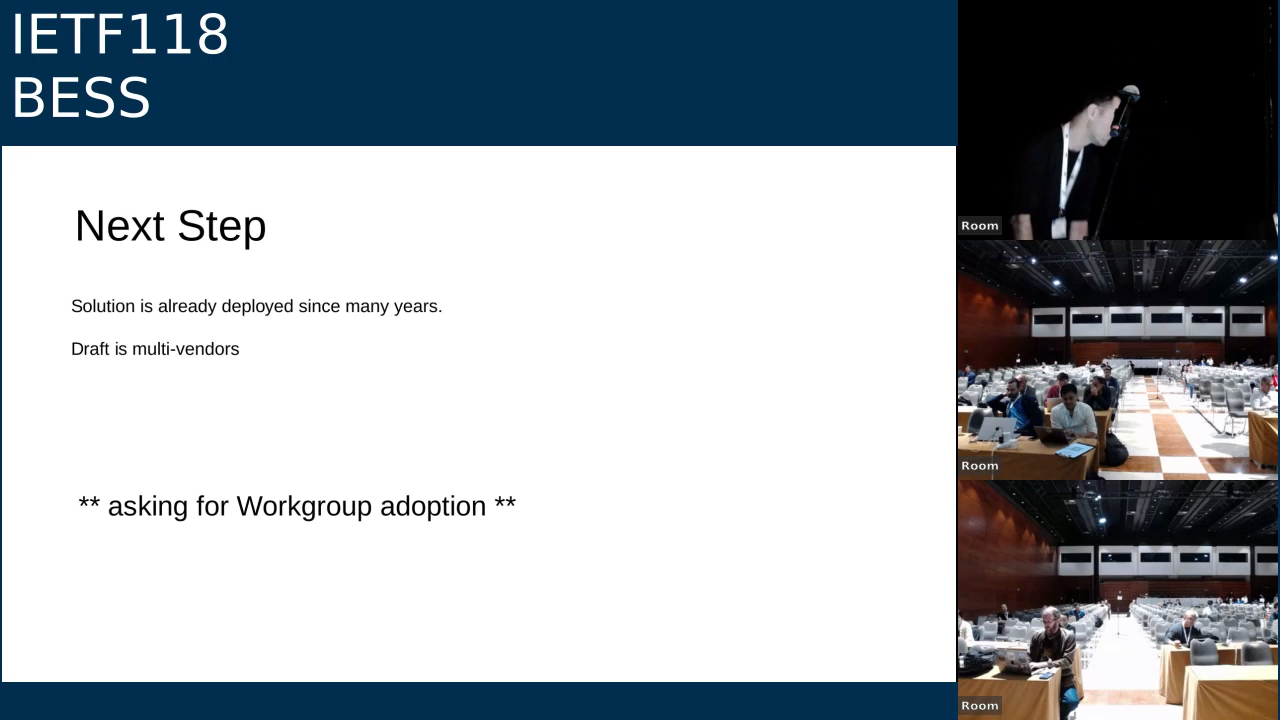 IETF118
BESS
Next Step
Solution is already deployed since many years.
Draft is multi-vendors
** asking for Workgroup adoption **
Room
Room
Room